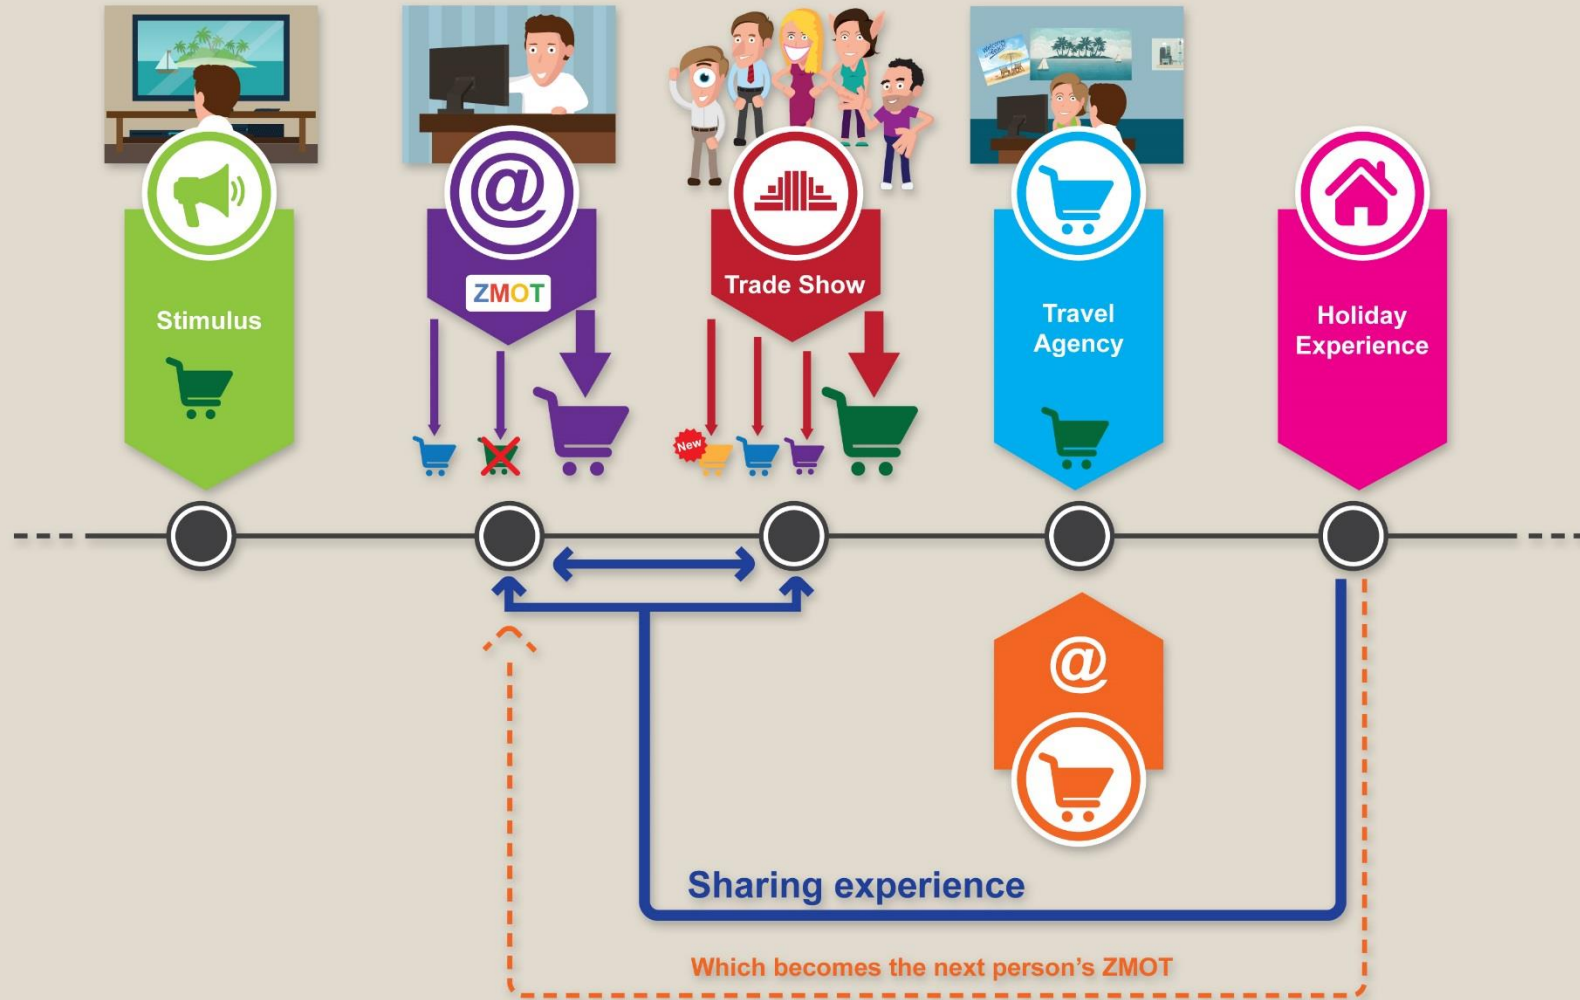 Stimulus
@
ZMOT
Trade Show
New
Travel
Agency
Holiday
Experience
@
Sharing experience
Which becomes the next person's ZMOT